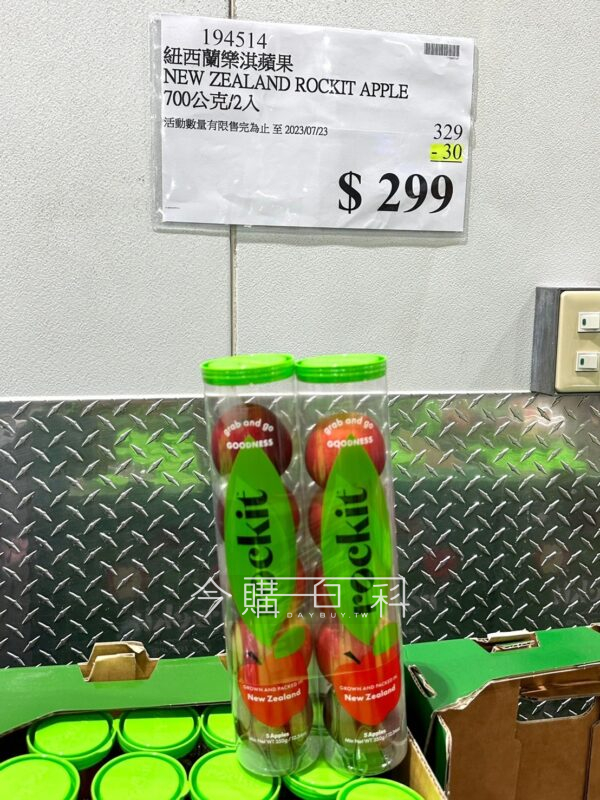 194514
紐西蘭樂淇蘋果
NEW ZEALAND ROCKIT APPLE
700公克/2入
活動數量有限售完為止 至 2023/07/23
329
- 30
$ 299
grab and go
GOODNESS
rockit
GROWN AND PACKED IN
New Zealand
5 Apples
grab and go
GOODNESS
rockit
GROWN AND PACKED IN
New Zealand
5 Apples
今購百科
DAYBUY.TW